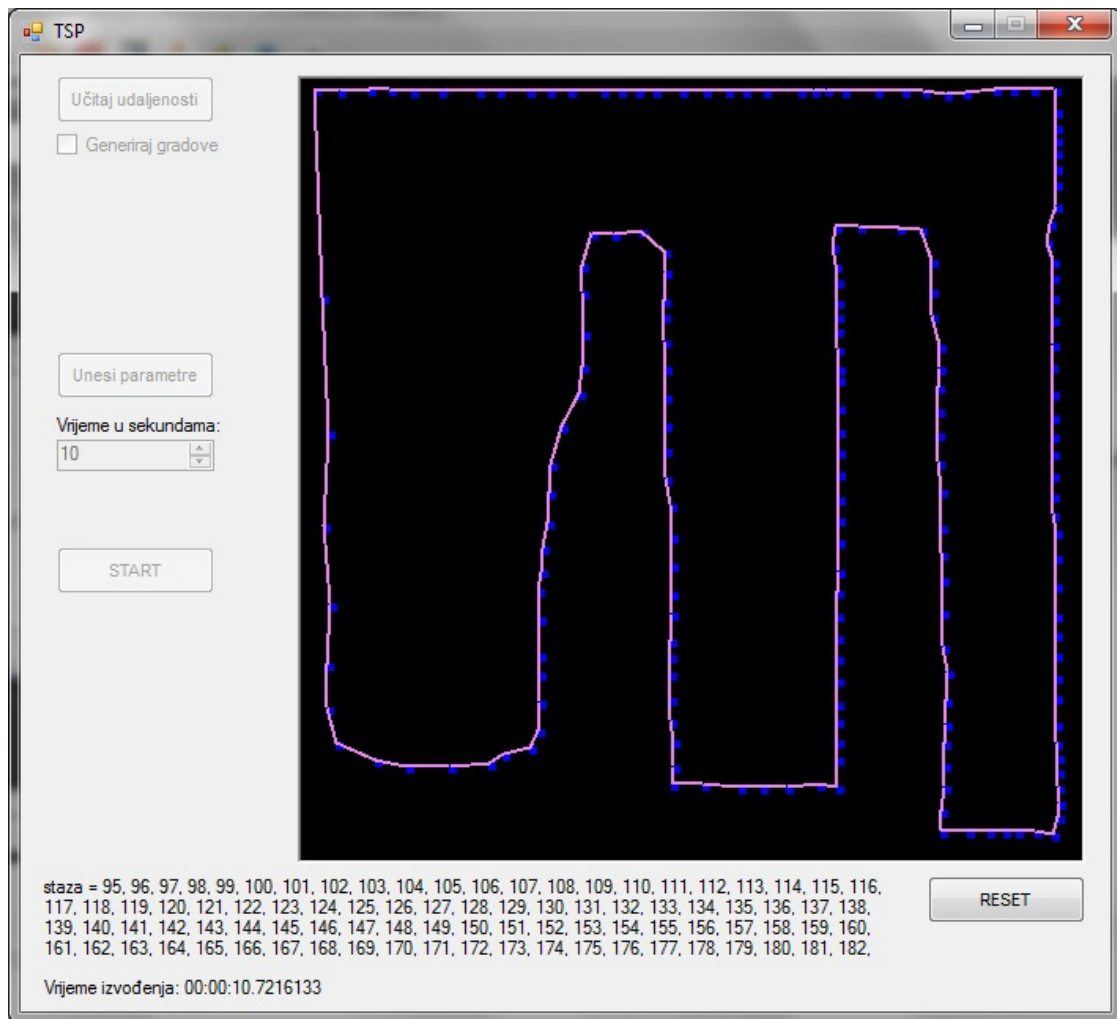 TSP
Učitaj udaljenosti
Generiraj gradove
Unesi parametre
Vrijeme u sekundama:
10
START
staza = 95, 96, 97, 98, 99, 100, 101, 102, 103, 104, 105, 106, 107, 108, 109, 110, 111, 112, 113, 114, 115, 116,
117, 118, 119, 120, 121, 122, 123, 124, 125, 126, 127, 128, 129, 130, 131, 132, 133, 134, 135, 136, 137, 138,
139, 140, 141, 142, 143, 144, 145, 146, 147, 148, 149, 150, 151, 152, 153, 154, 155, 156, 157, 158, 159, 160,
161, 162, 163, 164, 165, 166, 167, 168, 169, 170, 171, 172, 173, 174, 175, 176, 177, 178, 179, 180, 181, 182,
RESET
Vrijeme izvođenja: 00:00:10.7216133